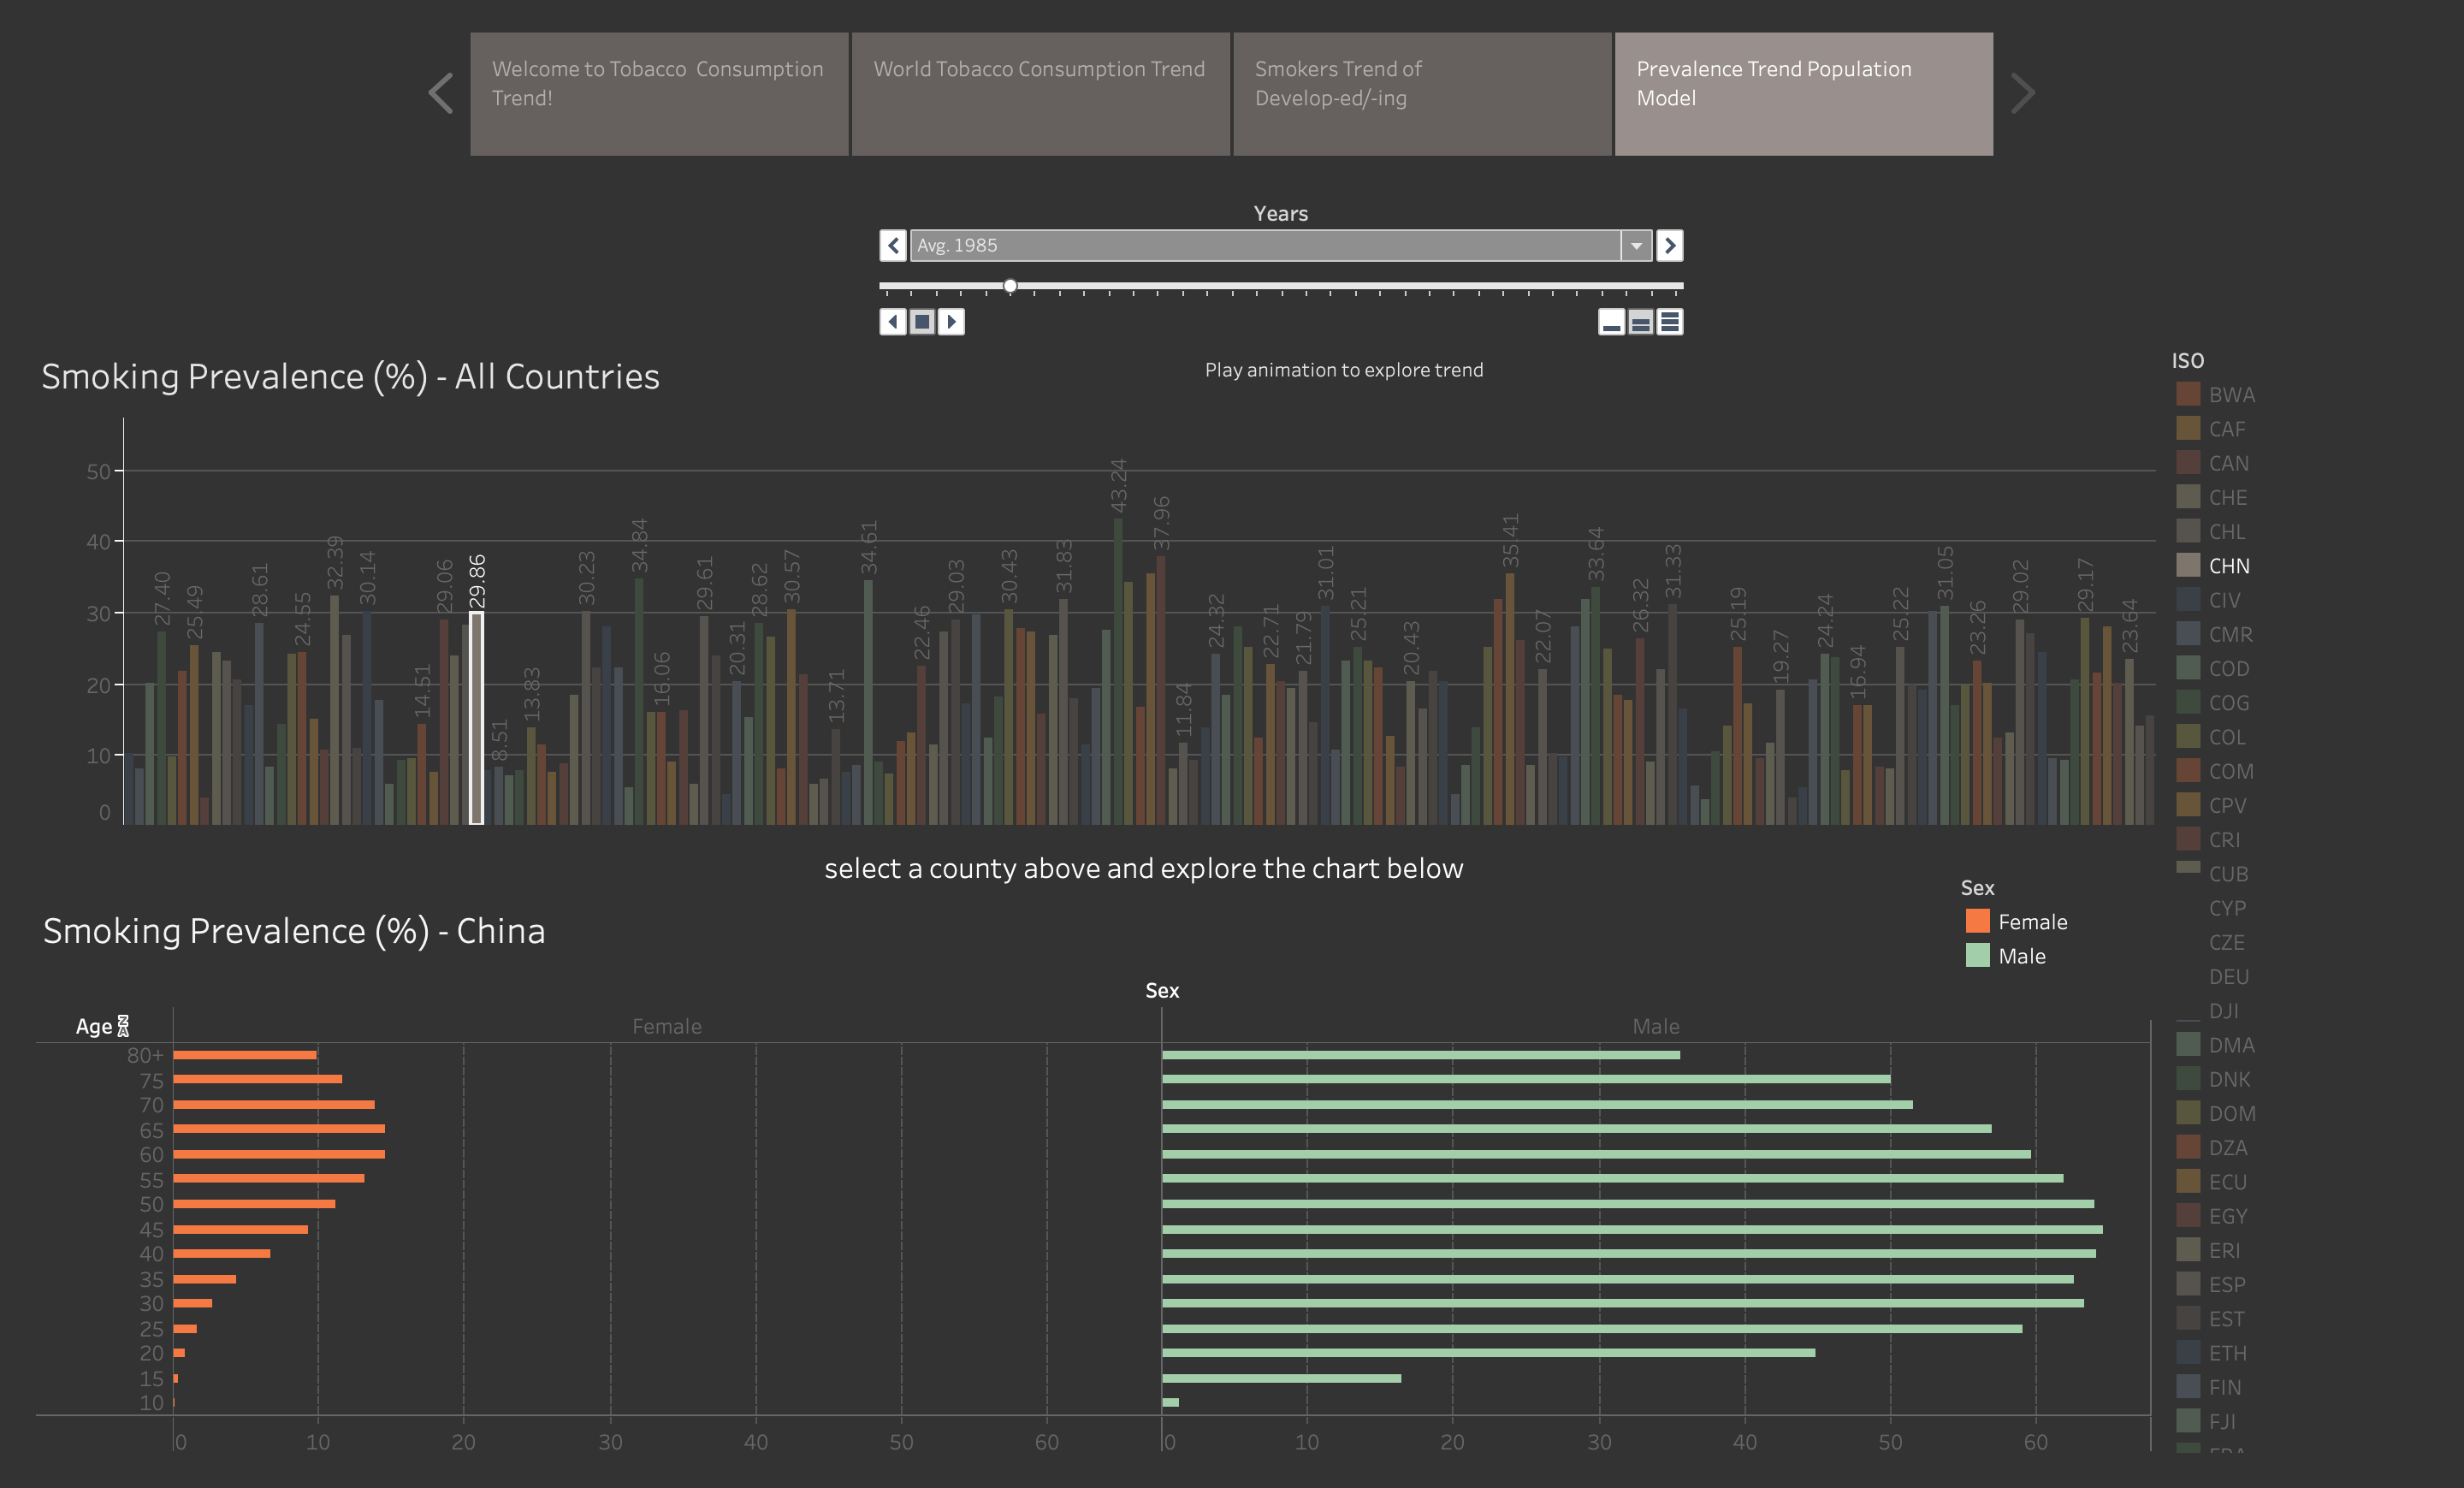 Welcome to Tobacco  Consumption
Trend!
World Tobacco Consumption Trend
Smokers Trend of
Develop-ed/-ing
Prevalence Trend Population
Model
Years
Avg. 1985
Play animation to explore trend
Smoking Prevalence (%) - All Countries
50
40
30
20
10
0
27.40
25.49
28.61
24.55
32.39
30.14
14.51
29.06
29.86
8.51
13.83
30.23
34.84
16.06
29.61
20.31
28.62
30.57
13.71
34.61
22.46
29.03
30.43
31.83
43.24
37.96
11.84
24.32
22.71
21.79
31.01
25.21
20.43
35.41
22.07
33.64
26.32
31.33
25.19
19.27
24.24
16.94
25.22
31.05
23.26
29.02
29.17
23.64
ISO
BWA
CAF
CAN
CHE
CHL
CHN
CIV
CMR
COD
COG
COL
COM
CPV
CRI
CUB
CYP
CZE
DEU
DJI
DMA
DNK
DOM
DZA
ECU
EGY
ERI
ESP
EST
ETH
FIN
FJI
select a county above and explore the chart below
Sex
Female
Male
Smoking Prevalence (%) - China
Sex
Age
Female
Male
80+
75
70
65
60
55
50
45
40
35
30
25
20
15
10
0 10 20 30 40 50 60
0 10 20 30 40 50 60